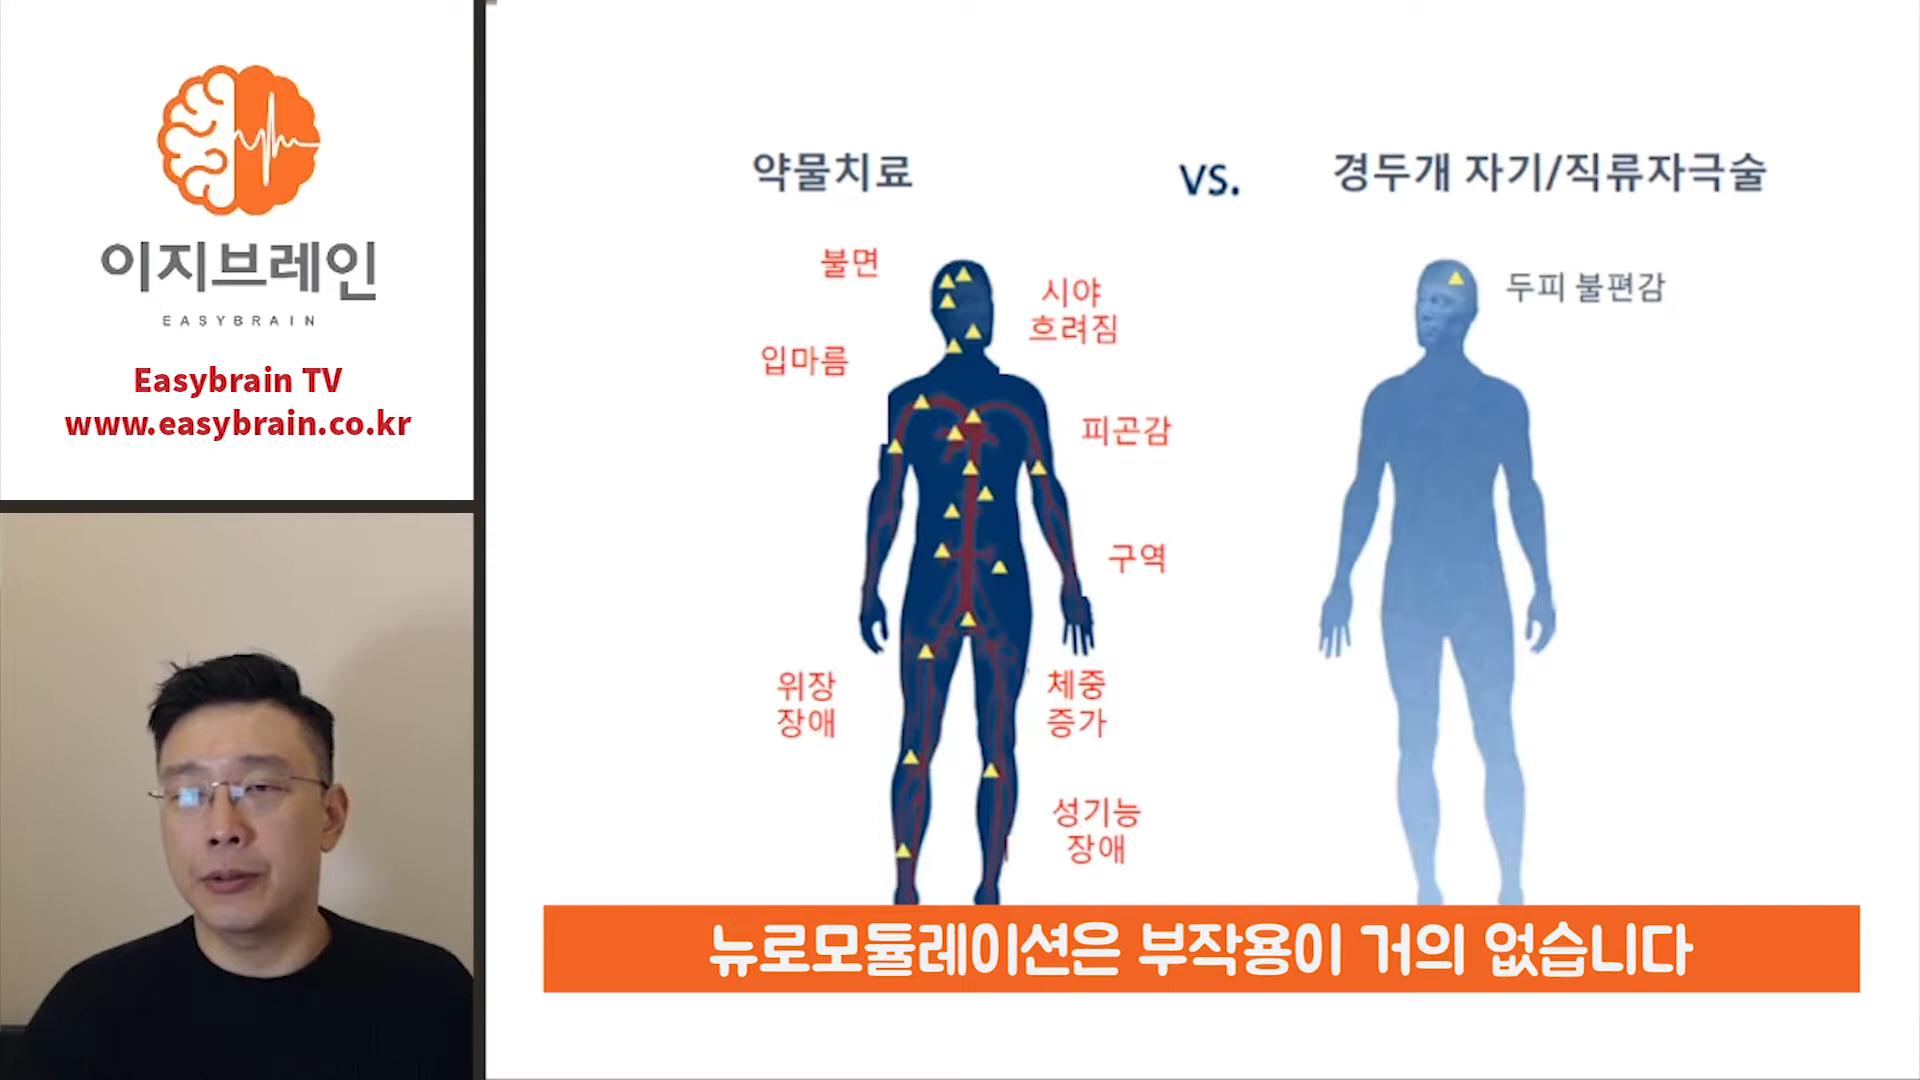 이지브레인
EASYBRAIN
Easybrain TV
www.easybrain.co.kr
약물치료
vs.
경두개 자기/직류자극술
불면
시야
흐려짐
입마름
피곤감
구역
위장
장애
체중
증가
성기능
장애
두피 불편감
뉴로모듈레이션은 부작용이 거의 없습니다